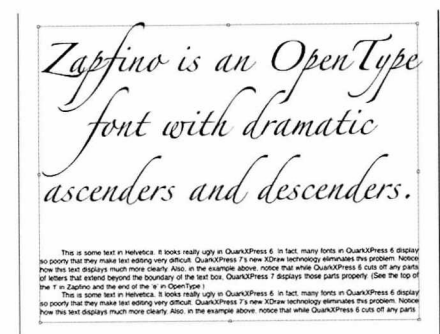 Zapfino is an OpenType
font with dramatic
ascenders and descenders.
This is some text in Helvetica. It looks really ugly in QuarkXPress 6. In fact, many fonts in QuarkXPress 6 display
so poorly that they make text editing very difficult. QuarkXPress 7's new XDraw technology eliminates this problem. Notice
how this text displays much more clearly. Also, in the example above, notice that while QuarkXPress 6 cuts off any parts
of letters that extend beyond the boundary of the text box, QuarkXPress 7 displays those parts properly. (See the top of
the 'f' in Zapfino and the end of the 'e' in OpenType.)
This is some text in Helvetica. It looks really ugly in QuarkXPress 6. In fact, many fonts in QuarkXPress 6 display
so poorly that they make text editing very difficult. QuarkXPress 7's new XDraw technology eliminates this problem. Notice
how this text displays much more clearly. Also, in the example above, notice that while QuarkXPress 6 cuts off any parts